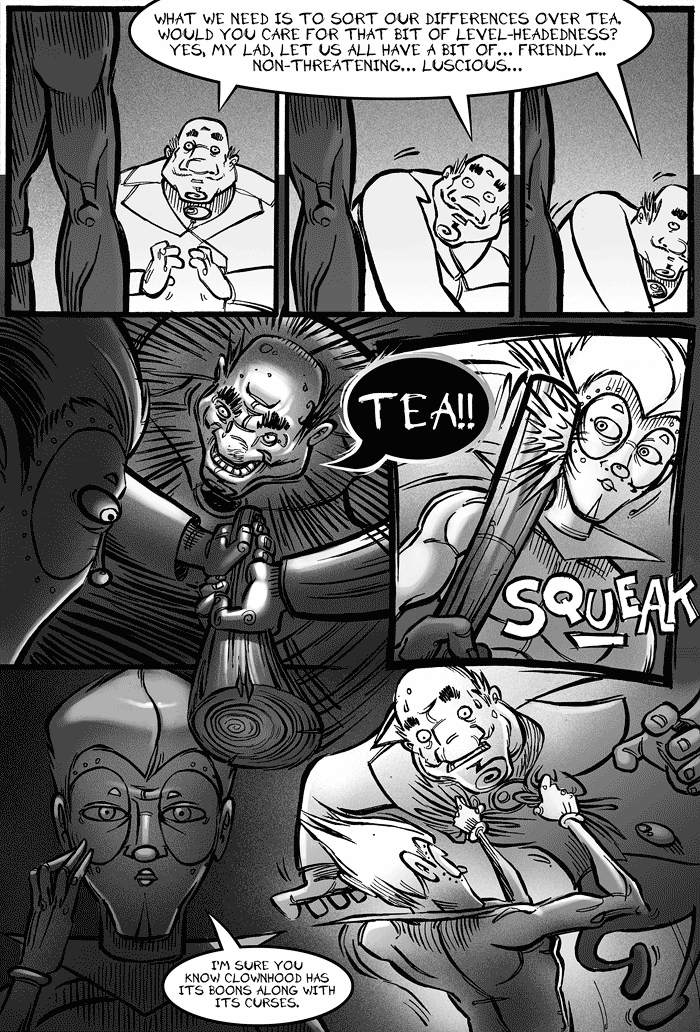 WHAT WE NEED IS TO SORT OUR DIFFERENCES OVER TEA.
WOULD YOU CARE FOR THAT BIT OF LEVEL-HEADEDNESS?
YES, MY LAD, LET US ALL HAVE A BIT OF... FRIENDLY...
NON-THREATENING... LUSCIOUS...
TEA!!
SQUEAK
I'M SURE YOU
KNOW CLOWNHOOD HAS
ITS BOONS ALONG WITH
ITS CURSES.